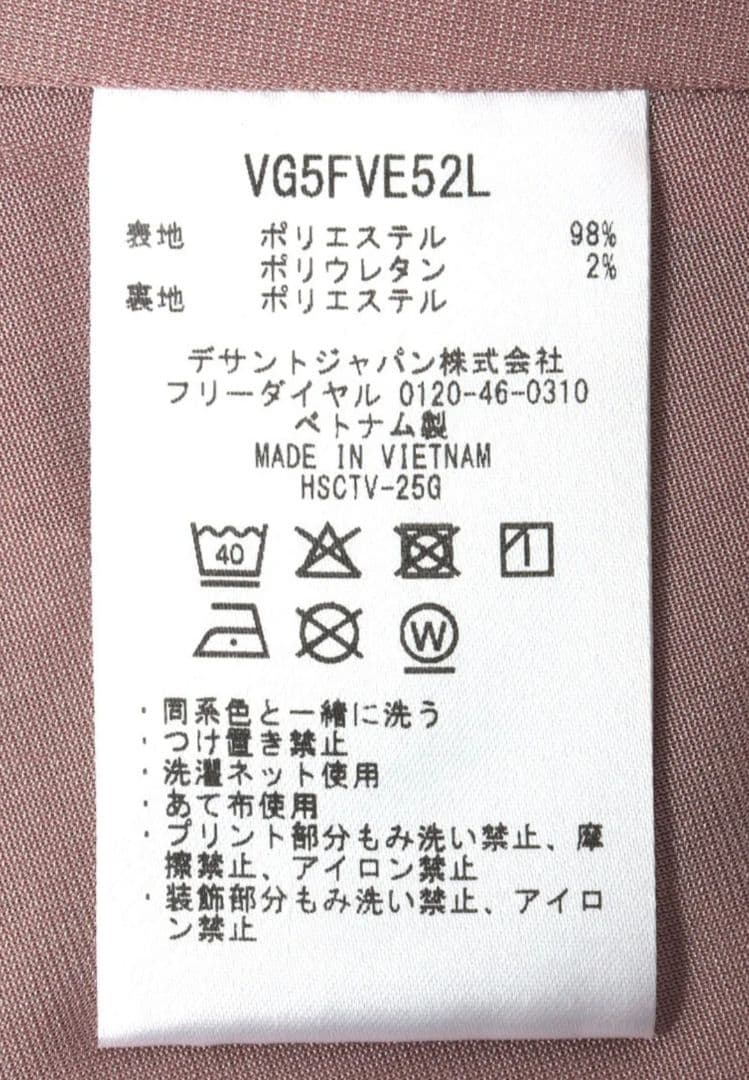 VG5FVE52L
表地 ポリエステル 98%
ポリウレタン 2%
裏地 ポリエステル
デサントジャパン株式会社
フリーダイヤル 0120-46-0310
ベトナム製
MADE IN VIETNAM
HSCTV-25G
40
W
・同系色と一緒に洗う
・つけ置き禁止
・洗濯ネット使用
・あて布使用
・プリント部分もみ洗い禁止、摩
擦禁止、アイロン禁止
・装飾部分もみ洗い禁止、アイロ
ン禁止